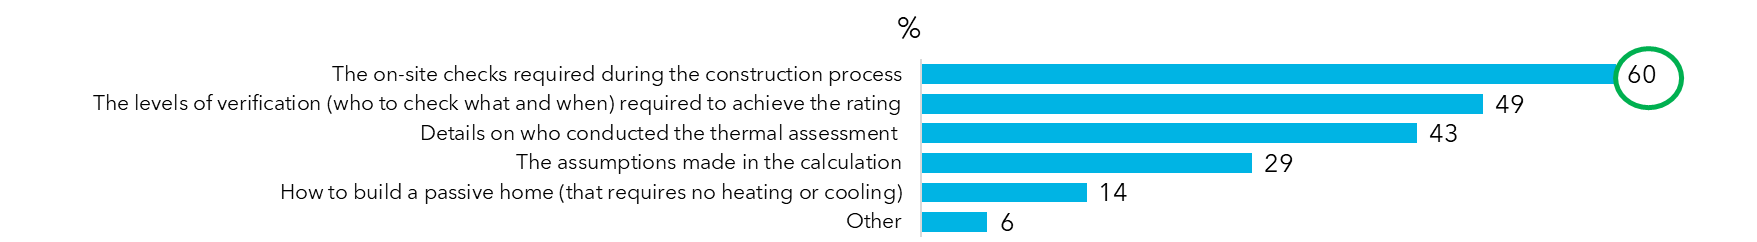 %
The on-site checks required during the construction process 60
The levels of verification (who to check what and when) required to achieve the rating 49
Details on who conducted the thermal assessment 43
The assumptions made in the calculation 29
How to build a passive home (that requires no heating or cooling) 14
Other 6